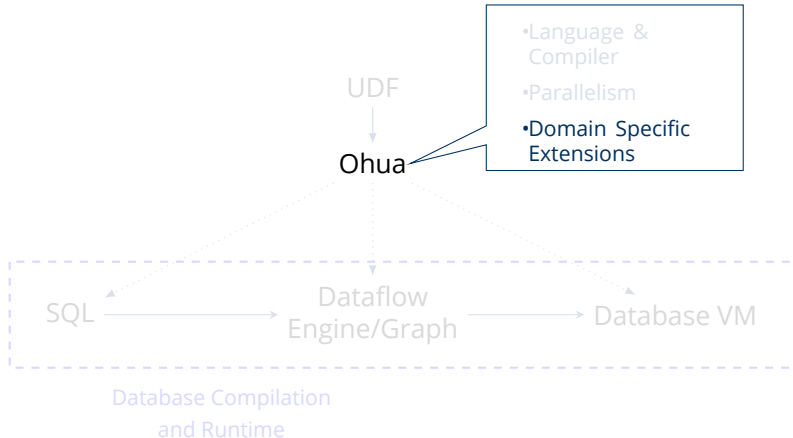 •Language &
Compiler
•Parallelism
•Domain Specific
Extensions
UDF
Ohua
SQL
Dataflow
Engine/Graph
Database VM
Database Compilation
and Runtime